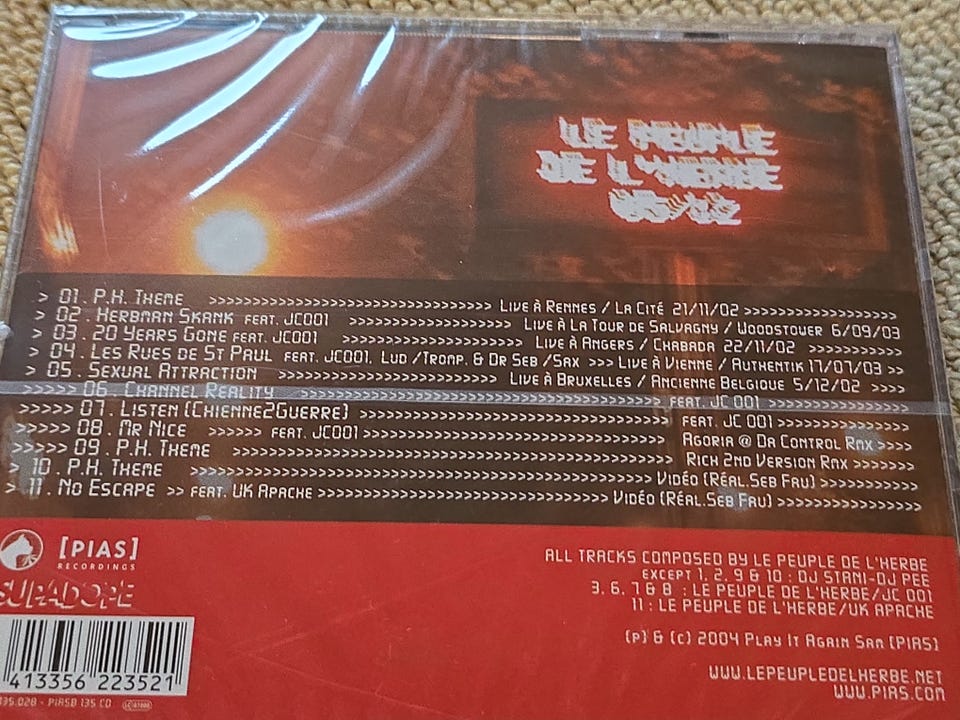 LE PEUPLE
DE L'HERBE
> 01. P.H. THEME >>>>>>>>>>>>>>>>>>>>>>>>>>>>>>>> LIVE À RENNES / LA CITÉ 21/11/02 >>>>>>>>>>>>>>>>>
> 02. HERBMAN SKANK FEAT. JC001 >>>>>>>>>>>>>>>>>> LIVE À LA TOUR DE SALVAGNY / WOODSTOWER 6/09/03
> 03. 20 YEARS GONE FEAT. JC001 >>>>>>>>>>>>>>>>>>>>> LIVE À ANGERS / CHABADA 22/11/02 >>>>>>>>>>>
> 04. LES RUES DE ST PAUL FEAT. JC001, LUD /TROMP. & DR SEB /SAX >>> LIVE À VIENNE / AUTHENTIK 17/07/03 >>
> 05. SEXUAL ATTRACTION >>>>>>>>>>>>>>>>>>>>>>>>> LIVE À BRUXELLES / ANCIENNE BELGIQUE 5/12/02 >>>>
>>>>> 06. CHANNEL REALITY >>>>>>>>>>>>>>>>>>>>>>>>>>>>>>>>>>>>>>>> FEAT. JC 001 >>>>>>>>>>>>>>>>
>>>>> 07. LISTEN (CHIENNE2GUERRE) >>>>>>>>>>>>>>>>>>>>>>>>>>>>>>> FEAT. JC 001 >>>>>>>>>>>>>>>
>>>>> 08. MR NICE >>>>>> FEAT. JC001 >>>>>>>>>>>>>>>>>>>>>>>>>>>>>>> AGORIA @ DA CONTROL RMX >>>>
>>>>> 09. P.H. THEME >>>>>>>>>>>>>>>>>>>>>>>>>>>>>>>>>>>>>>>>>>>>> RICH 2ND VERSION RMX >>>>>>>
> 10. P.H. THEME >>>>>>>>>>>>>>>>>>>>>>>>>>>>>>>>>>>>>>>>>>>>> VIDÉO (RÉAL.SEB FAU) >>>>>>>>>>>
> 11. NO ESCAPE >> FEAT. UK APACHE >>>>>>>>>>>>>>>>>>>>>>>>>>>>>>> VIDÉO (RÉAL.SEB FAU) >>>>>>>>>>>>>>>>
[PIAS]
RECORDINGS
SUPADOPE
ALL TRACKS COMPOSED BY LE PEUPLE DE L'HERBE
EXCEPT 1, 2, 9 & 10 : DJ STANI-DJ PEE
3, 6, 7 & 8 : LE PEUPLE DE L'HERBE/JC 001
11 : LE PEUPLE DE L'HERBE/UK APACHE
(P) & (C) 2004 PLAY IT AGAIN SAM [PIAS]
WWW.LEPEUPLEDELHERBE.NET
WWW.PIAS.COM
413356 223521
135.028 - PIASB 135 CD